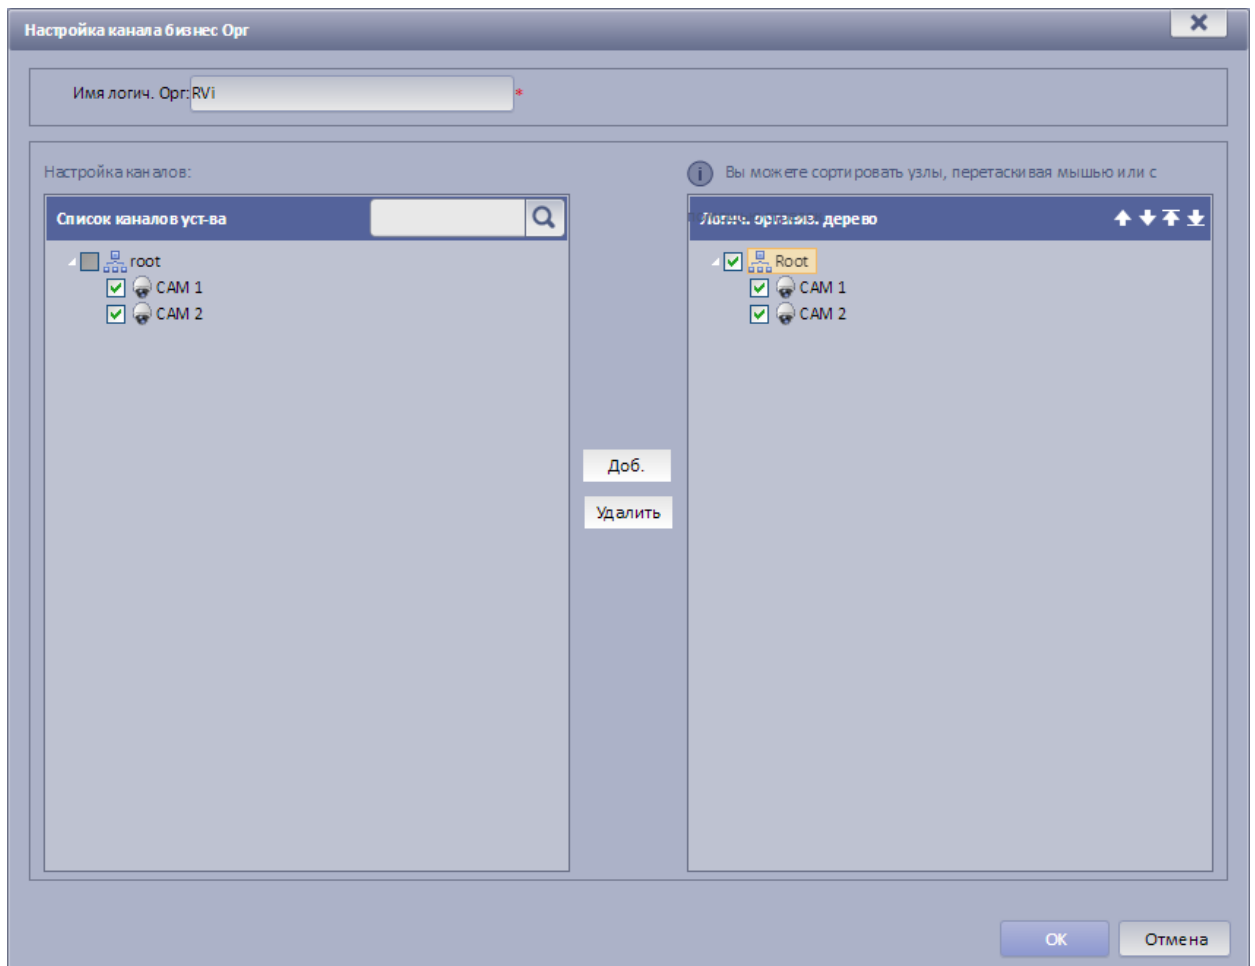 Настройка канала бизнес Орг
Имя логич. Орг: RVi *
Настройка каналов:
Вы можете сортировать узлы, перетаскивая мышью или с
Список каналов уст-ва
Логич. организ. дерево
root
CAM 1
CAM 2
Root
CAM 1
CAM 2
Доб.
Удалить
OK
Отмена